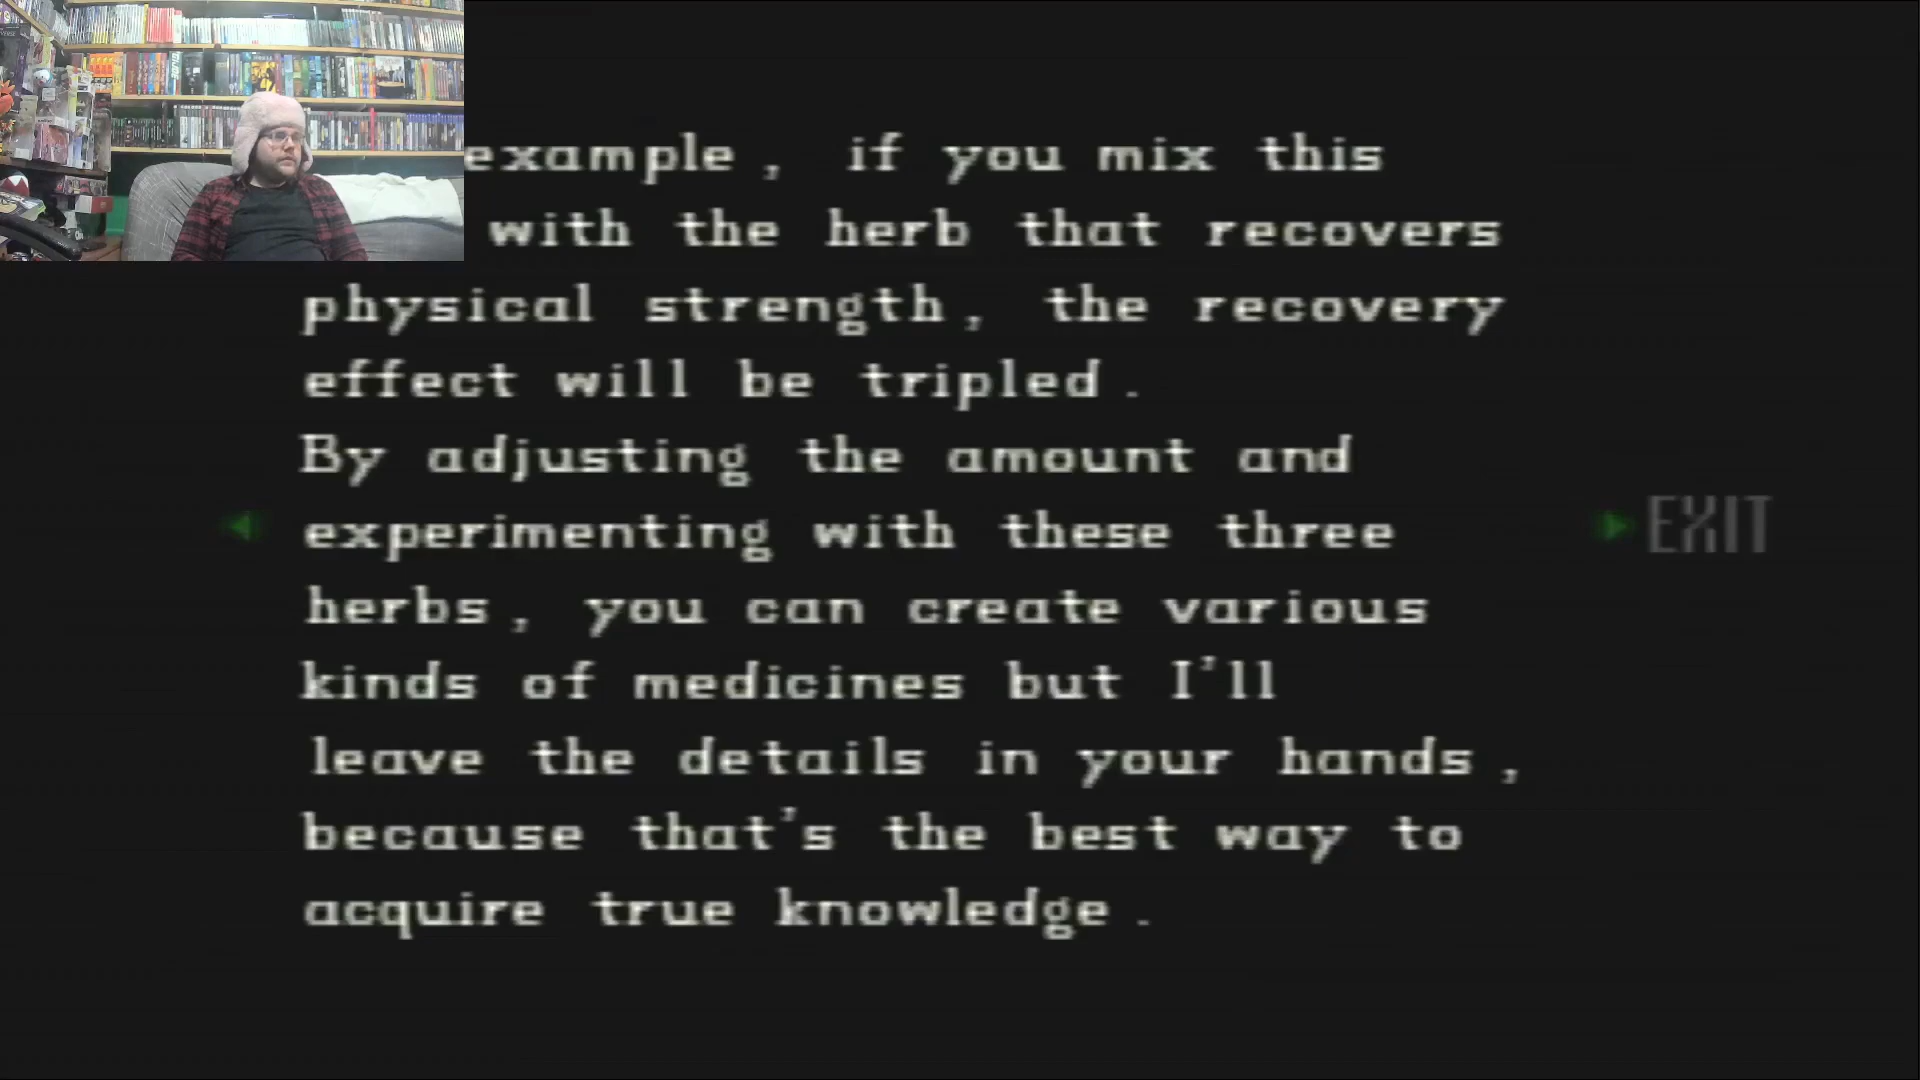 example, if you mix this
with the herb that recovers
physical strength, the recovery
effect will be tripled.
By adjusting the amount and
experimenting with these three
herbs, you can create various
kinds of medicines but I'll
leave the details in your hands,
because that's the best way to
acquire true knowledge.
EXIT